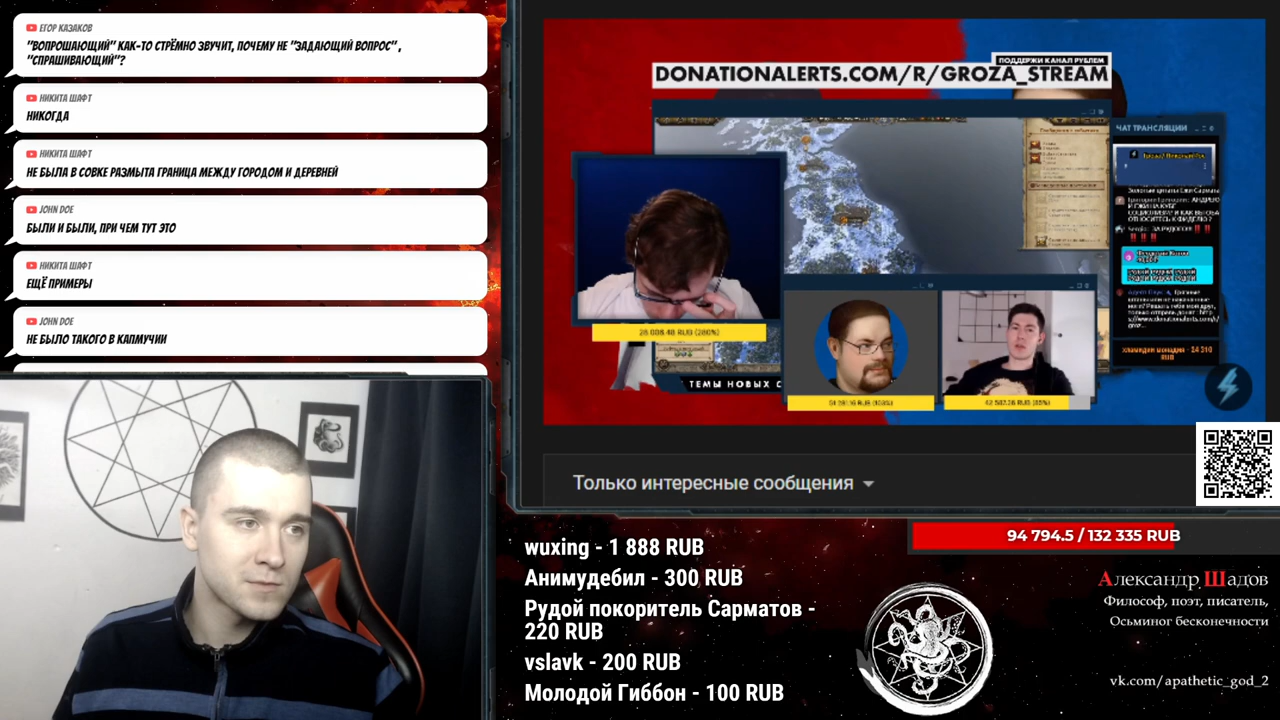 ЕГОР КАЗАКОВ
"ВОПРОШАЮЩИЙ" КАК-ТО СТРЁМНО ЗВУЧИТ, ПОЧЕМУ НЕ "ЗАДАЮЩИЙ ВОПРОС",
"СПРАШИВАЮЩИЙ"?
НИКИТА ШАФТ
НИКОГДА
НИКИТА ШАФТ
НЕ БЫЛА В СОВКЕ РАЗМЫТА ГРАНИЦА МЕЖДУ ГОРОДОМ И ДЕРЕВНЕЙ
JOHN DOE
БЫЛИ И БЫЛИ, ПРИ ЧЕМ ТУТ ЭТО
НИКИТА ШАФТ
ЕЩЁ ПРИМЕРЫ
JOHN DOE
НЕ БЫЛО ТАКОГО В КАПМУЧИИ
ПОДДЕРЖИ КАНАЛ РУБЛЕМ
DONATIONALERTS.COM/R/GROZA_STREAM
ЧАТ ТРАНСЛЯЦИИ
ТЕМЫ НОВЫХ С
Только интересные сообщения
94 794.5 / 132 335 RUB
wuxing - 1 888 RUB
Анимудебил - 300 RUB
Рудой покоритель Сарматов -
220 RUB
vslavk - 200 RUB
Молодой Гиббон - 100 RUB
Александр Шадов
Философ, поэт, писатель,
Осьминог бесконечности
vk.com/apathetic_god_2